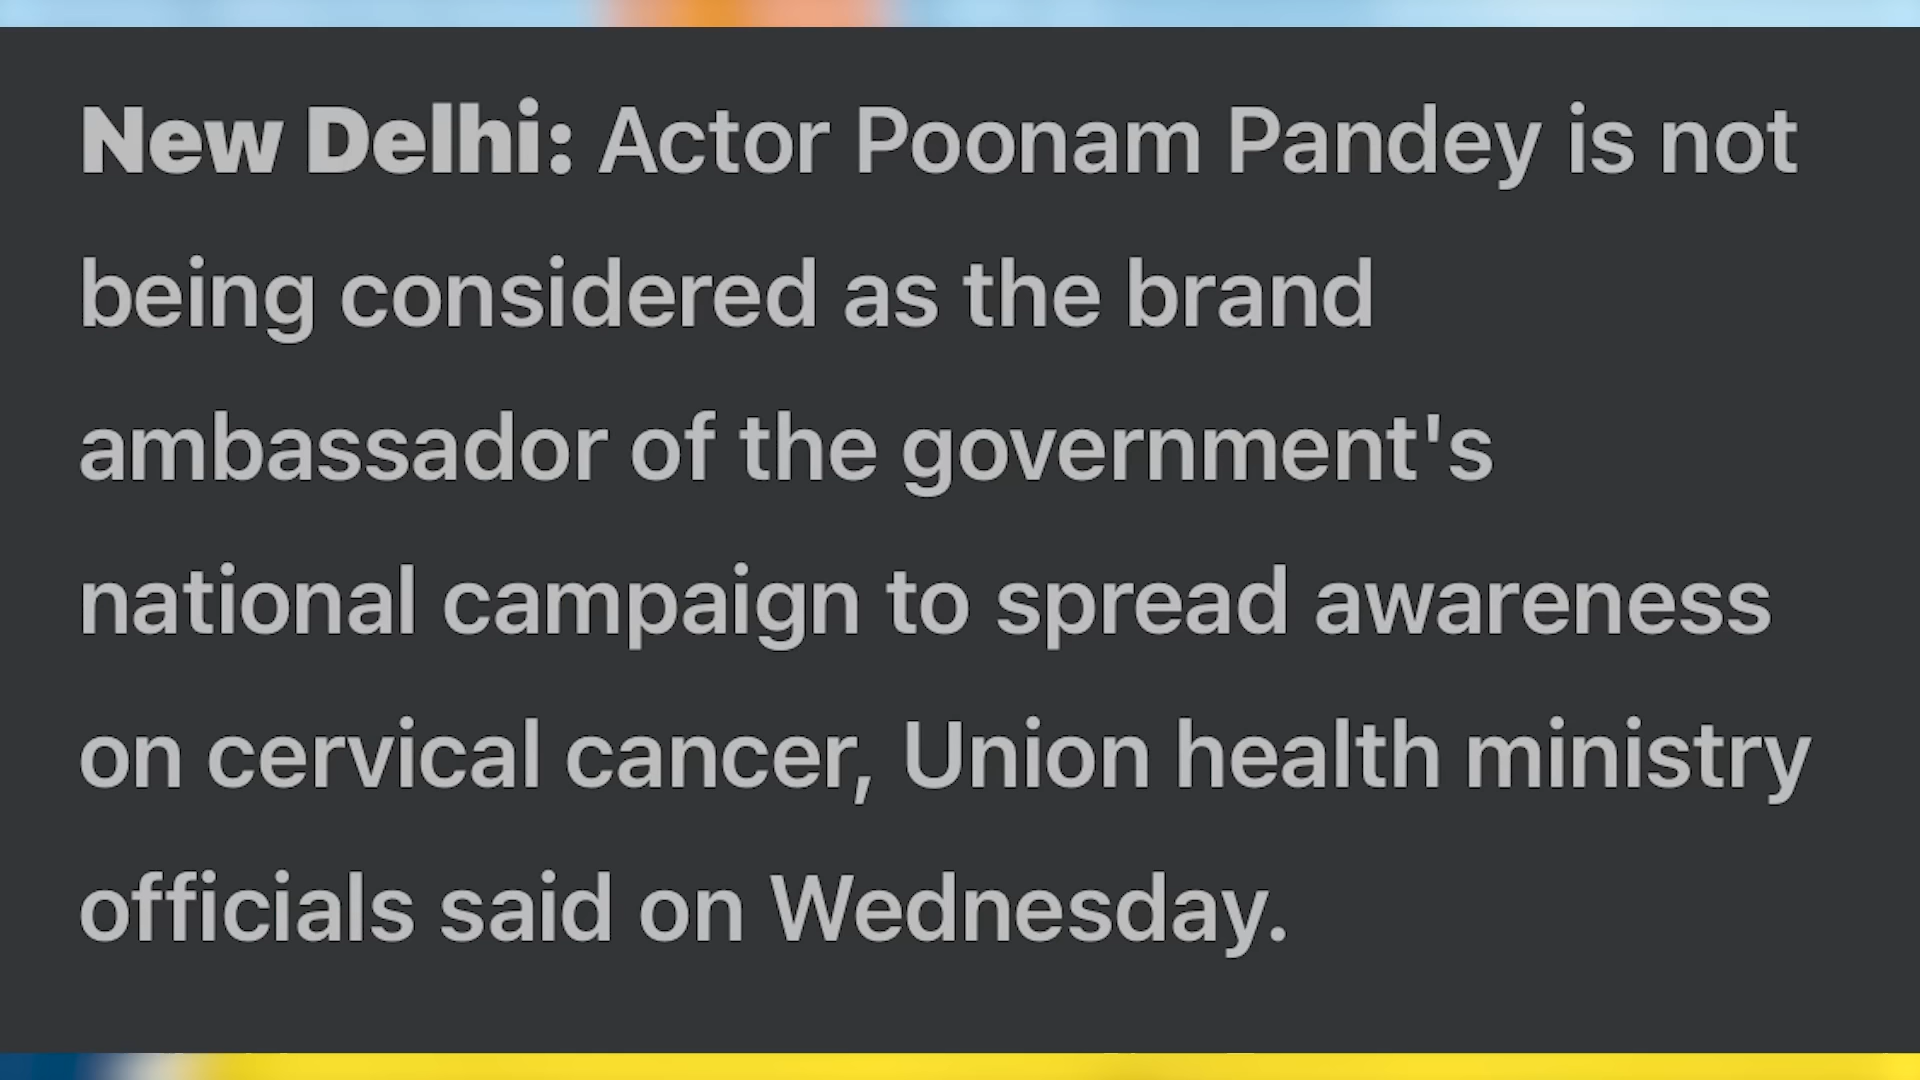 New Delhi: Actor Poonam Pandey is not
being considered as the brand
ambassador of the government's
national campaign to spread awareness
on cervical cancer, Union health ministry
officials said on Wednesday.